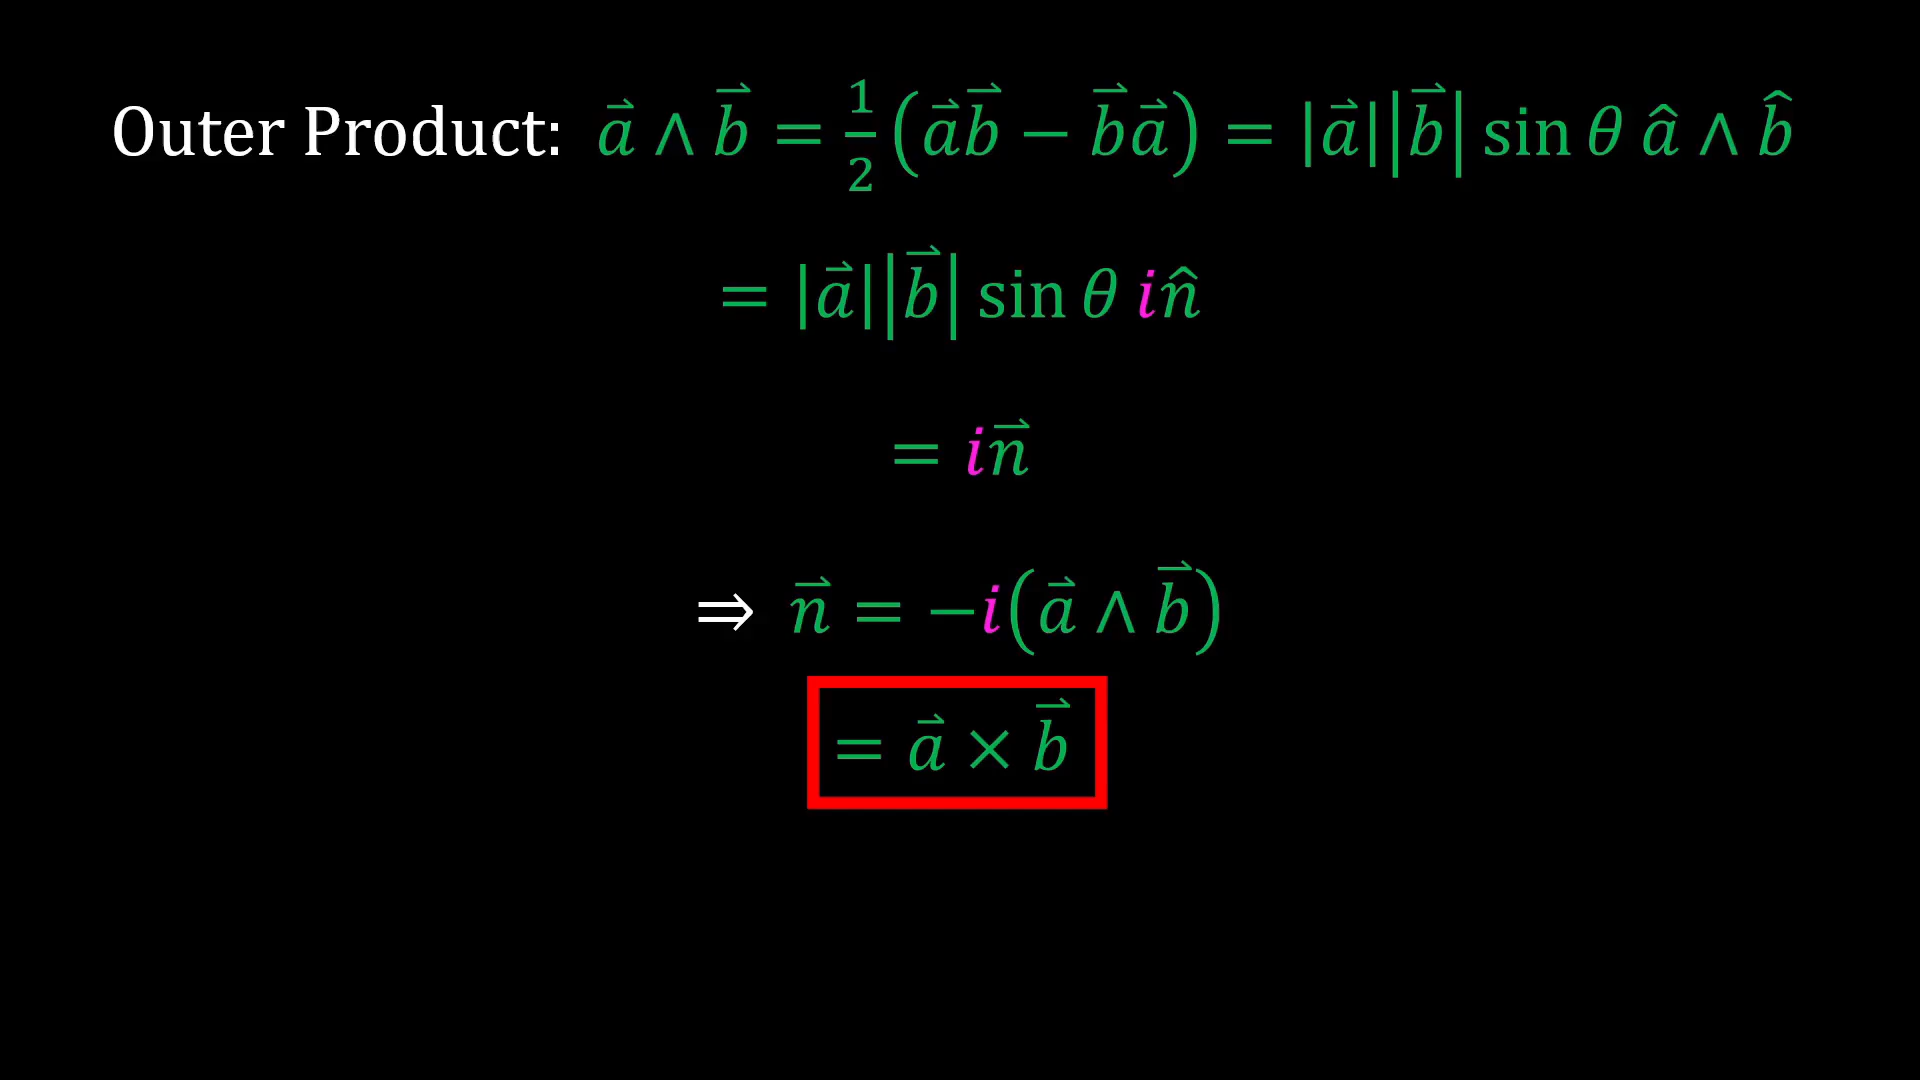 Outer Product: a⃗ ∧ b⃗ = 1/2 (a⃗b⃗ − b⃗a⃗) = |a⃗||b⃗| sin θ â ∧ b̂
= |a⃗||b⃗| sin θ in̂
= in⃗
⇒ n⃗ = −i(a⃗ ∧ b⃗)
= a⃗ × b⃗